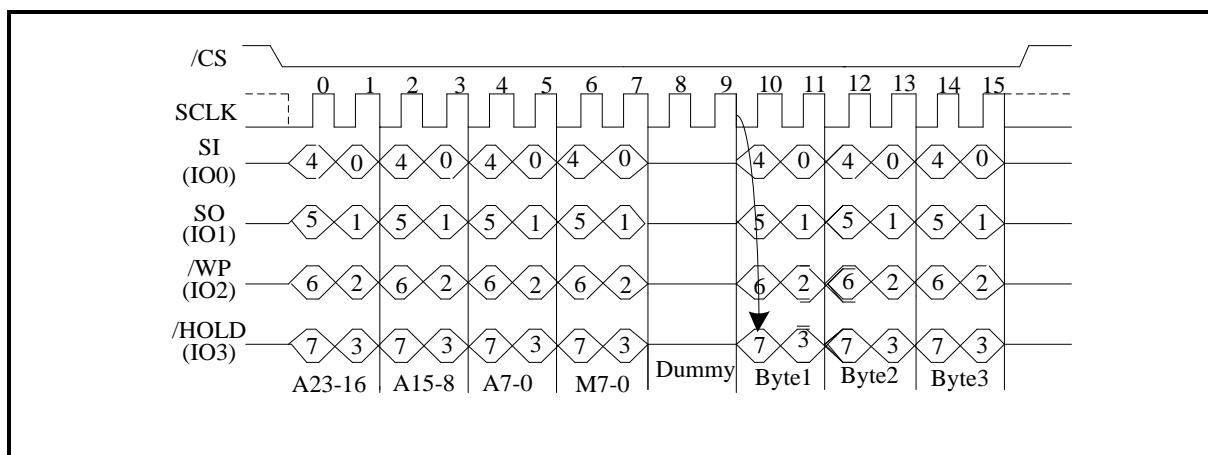 /CS
0 1 2 3 4 5 6 7 8 9 10 11 12 13 14 15
SCLK
SI
(IO0)
4 0 4 0 4 0 4 0 4 0 4 0 4 0
SO
(IO1)
5 1 5 1 5 1 5 1 5 1 5 1 5 1
/WP
(IO2)
6 2 6 2 6 2 6 2 6 2 6 2 6 2
/HOLD
(IO3)
7 3 7 3 7 3 7 3 7 3 7 3 7 3
A23-16 A15-8 A7-0 M7-0 Dummy Byte1 Byte2 Byte3